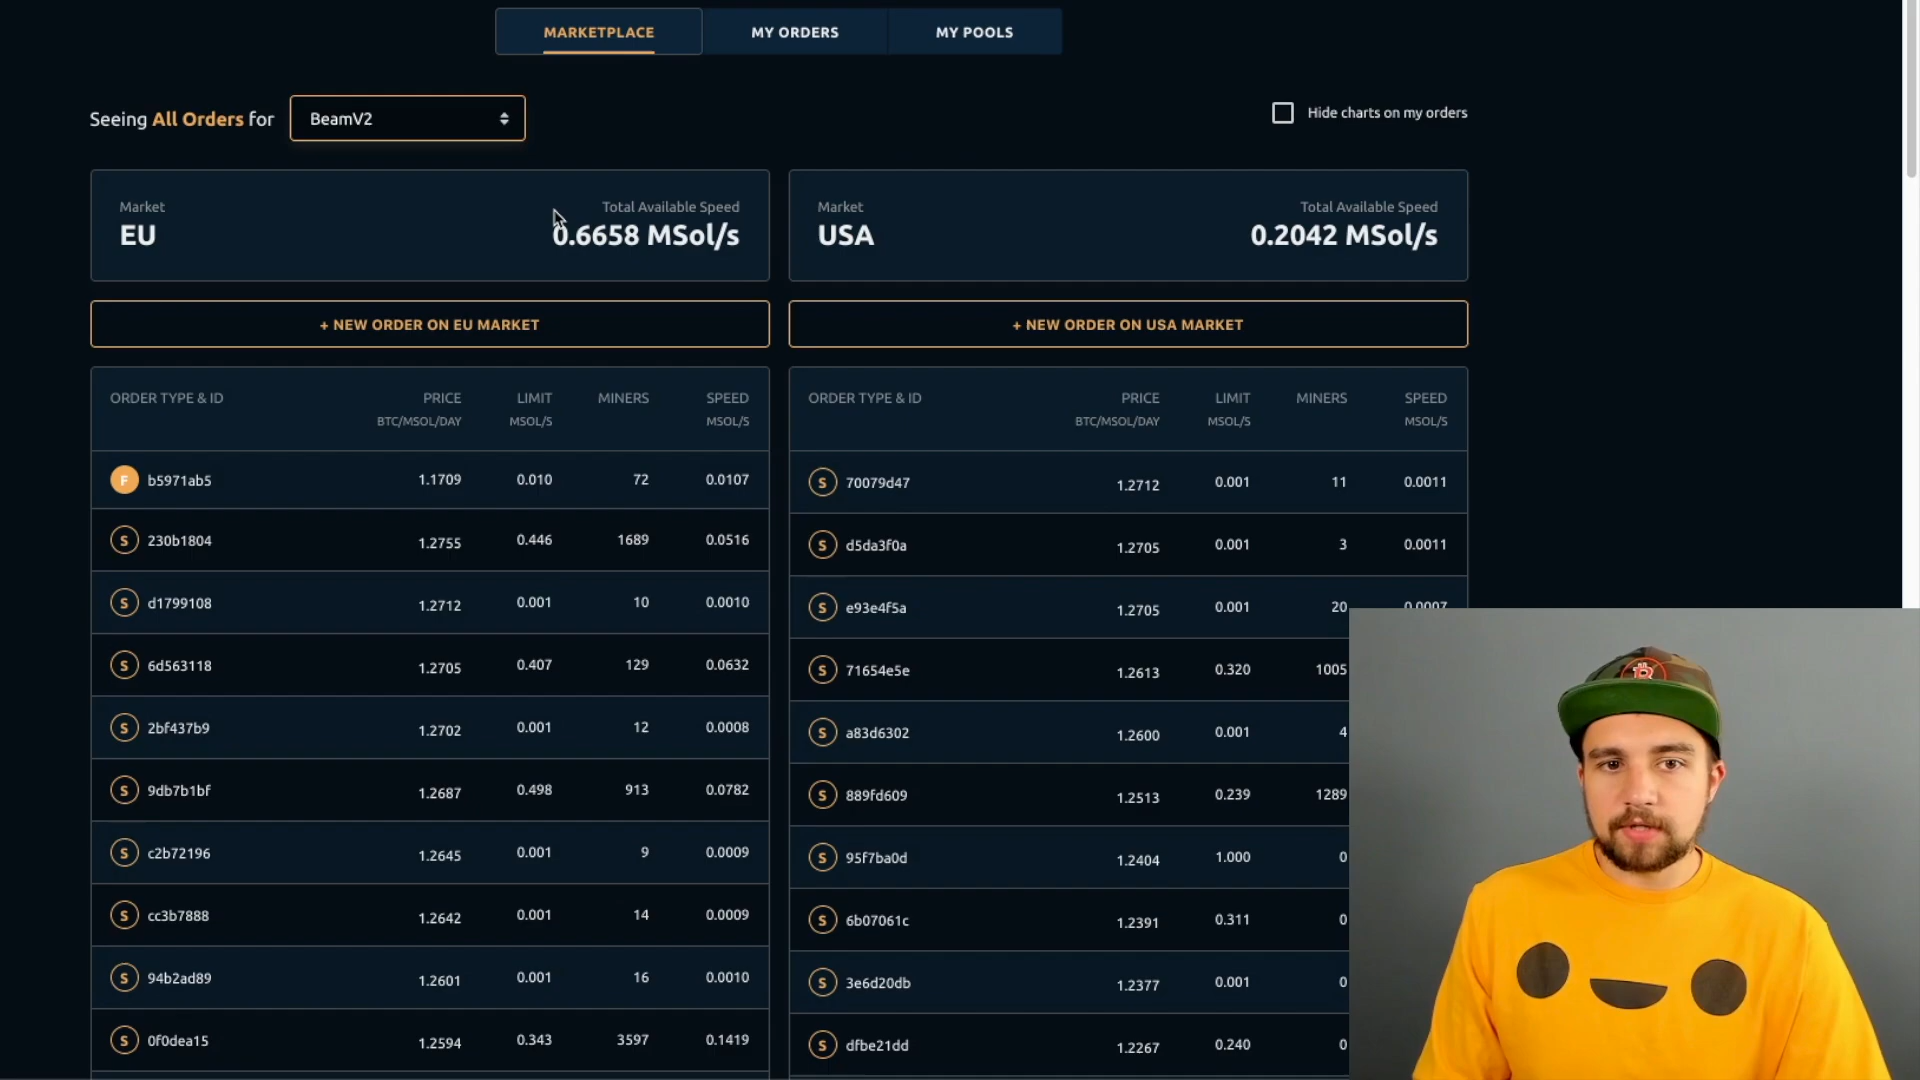 MARKETPLACE MY ORDERS MY POOLS
Seeing All Orders for BeamV2
Hide charts on my orders
Market Total Available Speed
EU 0.6658 MSol/s
Market Total Available Speed
USA 0.2042 MSol/s
+ NEW ORDER ON EU MARKET
+ NEW ORDER ON USA MARKET
ORDER TYPE & ID PRICE LIMIT MINERS SPEED
BTC/MSOL/DAY MSOL/S MSOL/S
F b5971ab5 1.1709 0.010 72 0.0107
S 230b1804 1.2755 0.446 1689 0.0516
S d1799108 1.2712 0.001 10 0.0010
S 6d563118 1.2705 0.407 129 0.0632
S 2bf437b9 1.2702 0.001 12 0.0008
S 9db7b1bf 1.2687 0.498 913 0.0782
S c2b72196 1.2645 0.001 9 0.0009
S cc3b7888 1.2642 0.001 14 0.0009
S 94b2ad89 1.2601 0.001 16 0.0010
S 0f0dea15 1.2594 0.343 3597 0.1419
ORDER TYPE & ID PRICE LIMIT MINERS SPEED
BTC/MSOL/DAY MSOL/S MSOL/S
S 70079d47 1.2712 0.001 11 0.0011
S d5da3f0a 1.2705 0.001 3 0.0011
S e93e4f5a 1.2705 0.001 20 0.0007
S 71654e5e 1.2613 0.320 1005
S a83d6302 1.2600 0.001 4
S 889fd609 1.2513 0.239 1289
S 95f7ba0d 1.2404 1.000 0
S 6b07061c 1.2391 0.311 0
S 3e6d20db 1.2377 0.001 0
S dfbe21dd 1.2267 0.240 0